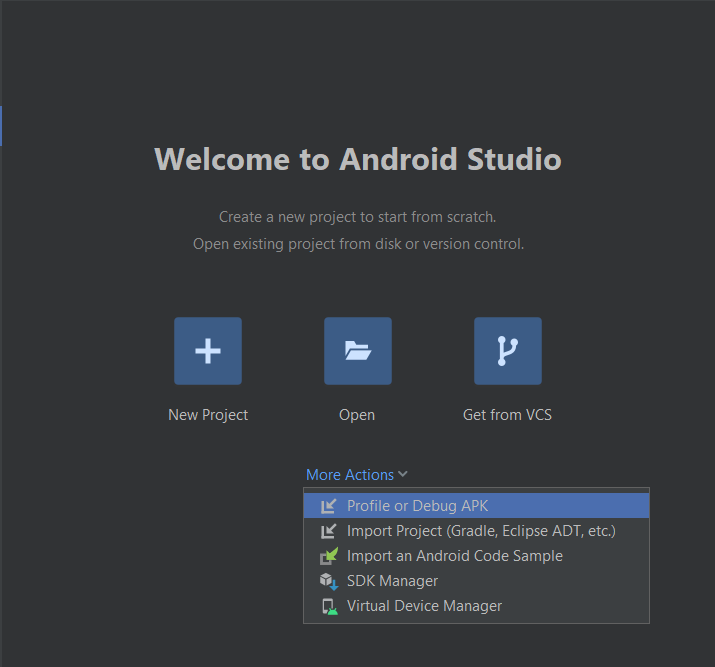 Welcome to Android Studio
Create a new project to start from scratch.
Open existing project from disk or version control.
New Project
Open
Get from VCS
More Actions
Profile or Debug APK
Import Project (Gradle, Eclipse ADT, etc.)
Import an Android Code Sample
SDK Manager
Virtual Device Manager